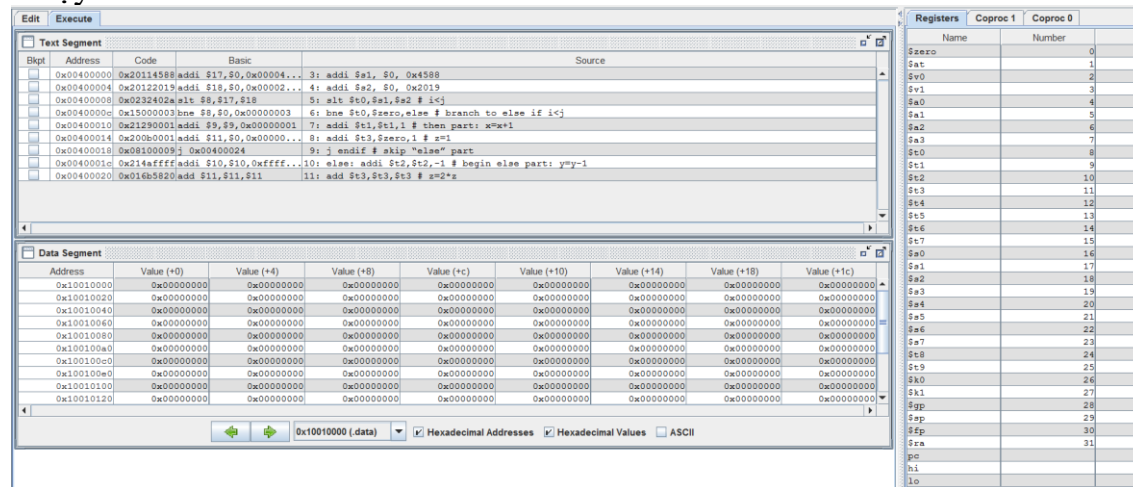 Edit Execute
Text Segment
Bkpt Address Code Basic Source
0x00400000 0x20114588 addi $17,$0,0x00004... 3: addi $s1, $0, 0x4588
0x00400004 0x20122019 addi $18,$0,0x00002... 4: addi $s2, $0, 0x2019
0x00400008 0x0232402a slt $8,$17,$18 5: slt $t0,$s1,$s2 # i<j
0x0040000c 0x15000003 bne $8,$0,0x00000003 6: bne $t0,$zero,else # branch to else if i<j
0x00400010 0x21290001 addi $9,$9,0x00000001 7: addi $t1,$t1,1 # then part: x=x+1
0x00400014 0x200b0001 addi $11,$0,0x00000... 8: addi $t3,$zero,1 # z=1
0x00400018 0x08100009 j 0x00400024 9: j endif # skip "else" part
0x0040001c 0x214affff addi $10,$10,0xffff... 10: else: addi $t2,$t2,-1 # begin else part: y=y-1
0x00400020 0x016b5820 add $11,$11,$11 11: add $t3,$t3,$t3 # z=2*z
Data Segment
Address Value (+0) Value (+4) Value (+8) Value (+c) Value (+10) Value (+14) Value (+18) Value (+1c)
0x10010000 0x00000000 0x00000000 0x00000000 0x00000000 0x00000000 0x00000000 0x00000000 0x00000000
0x10010020 0x00000000 0x00000000 0x00000000 0x00000000 0x00000000 0x00000000 0x00000000 0x00000000
0x10010040 0x00000000 0x00000000 0x00000000 0x00000000 0x00000000 0x00000000 0x00000000 0x00000000
0x10010060 0x00000000 0x00000000 0x00000000 0x00000000 0x00000000 0x00000000 0x00000000 0x00000000
0x10010080 0x00000000 0x00000000 0x00000000 0x00000000 0x00000000 0x00000000 0x00000000 0x00000000
0x100100a0 0x00000000 0x00000000 0x00000000 0x00000000 0x00000000 0x00000000 0x00000000 0x00000000
0x100100c0 0x00000000 0x00000000 0x00000000 0x00000000 0x00000000 0x00000000 0x00000000 0x00000000
0x100100e0 0x00000000 0x00000000 0x00000000 0x00000000 0x00000000 0x00000000 0x00000000 0x00000000
0x10010100 0x00000000 0x00000000 0x00000000 0x00000000 0x00000000 0x00000000 0x00000000 0x00000000
0x10010120 0x00000000 0x00000000 0x00000000 0x00000000 0x00000000 0x00000000 0x00000000 0x00000000
0x10010000 (.data) Hexadecimal Addresses Hexadecimal Values ASCII
Registers Coproc 1 Coproc 0
Name Number
$zero 0
$at 1
$v0 2
$v1 3
$a0 4
$a1 5
$a2 6
$a3 7
$t0 8
$t1 9
$t2 10
$t3 11
$t4 12
$t5 13
$t6 14
$t7 15
$s0 16
$s1 17
$s2 18
$s3 19
$s4 20
$s5 21
$s6 22
$s7 23
$t8 24
$t9 25
$k0 26
$k1 27
$gp 28
$sp 29
$fp 30
$ra 31
pc
hi
lo